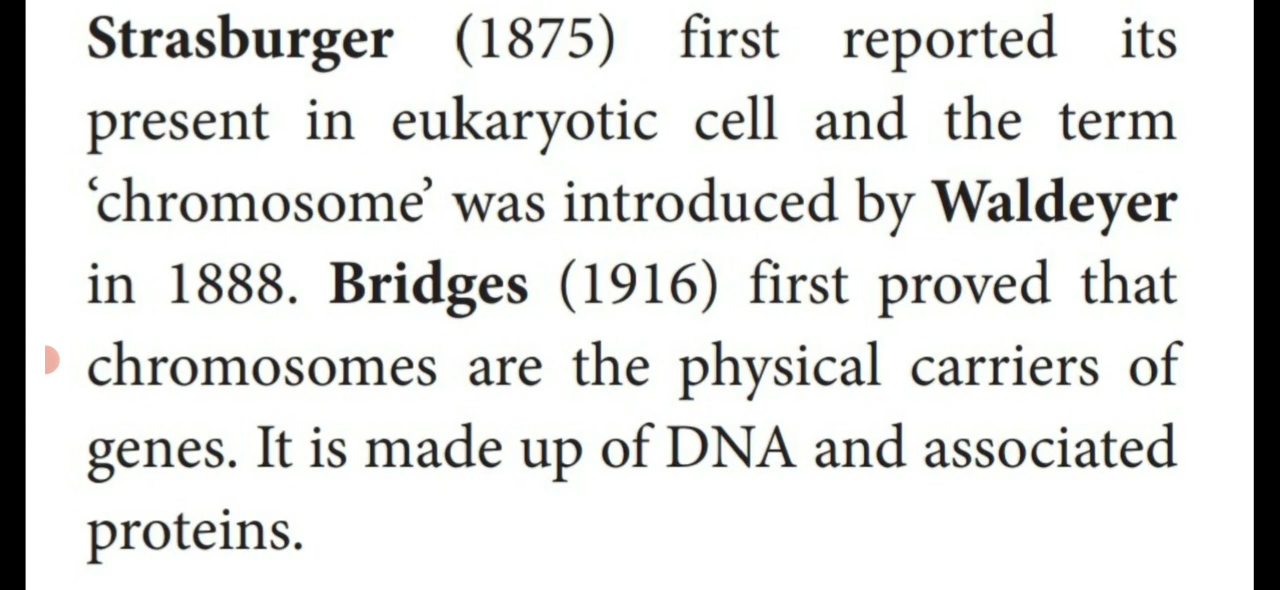 Strasburger (1875) first reported its
present in eukaryotic cell and the term
‘chromosome’ was introduced by Waldeyer
in 1888. Bridges (1916) first proved that
chromosomes are the physical carriers of
genes. It is made up of DNA and associated
proteins.